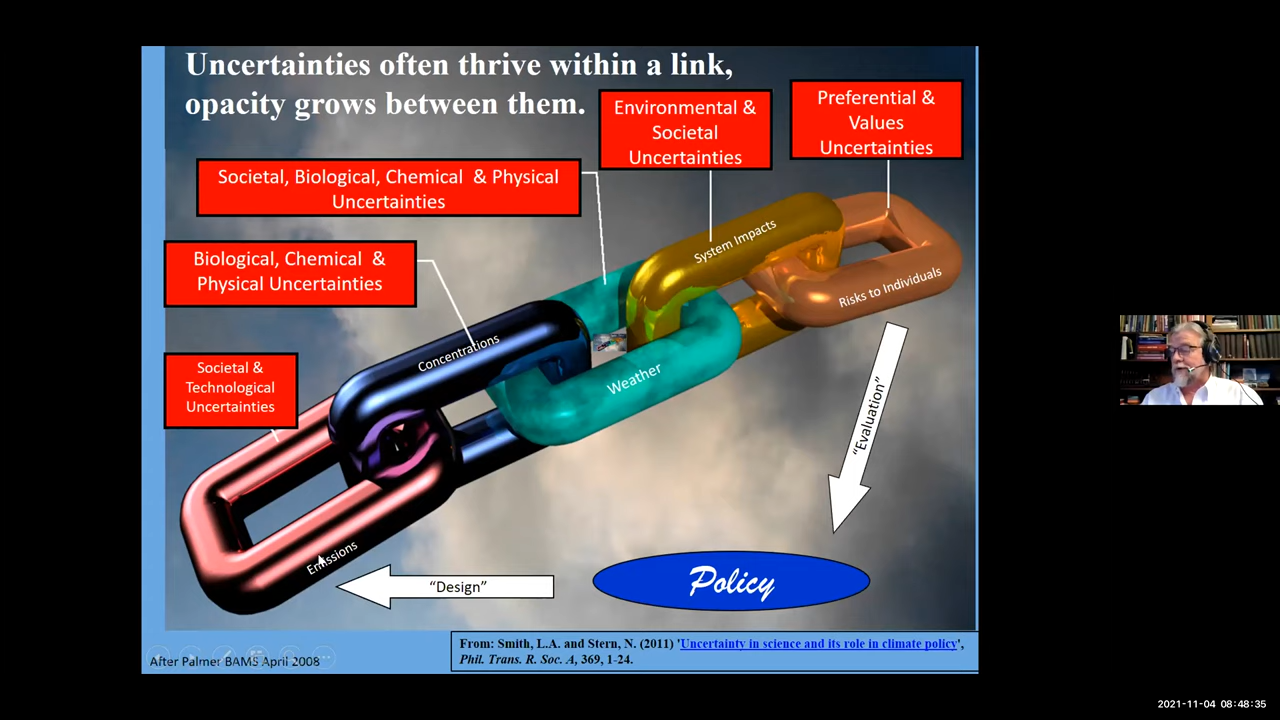 Uncertainties often thrive within a link,
opacity grows between them.
Environmental &
Societal
Uncertainties
Preferential &
Values
Uncertainties
Societal, Biological, Chemical & Physical
Uncertainties
Biological, Chemical &
Physical Uncertainties
Societal &
Technological
Uncertainties
System Impacts
Risks to Individuals
Concentrations
Weather
Emissions
“Evaluation”
“Design”
Policy
From: Smith, L.A. and Stern, N. (2011) 'Uncertainty in science and its role in climate policy',
Phil. Trans. R. Soc. A, 369, 1-24.
After Palmer BAMS April 2008
2021-11-04 08:48:35